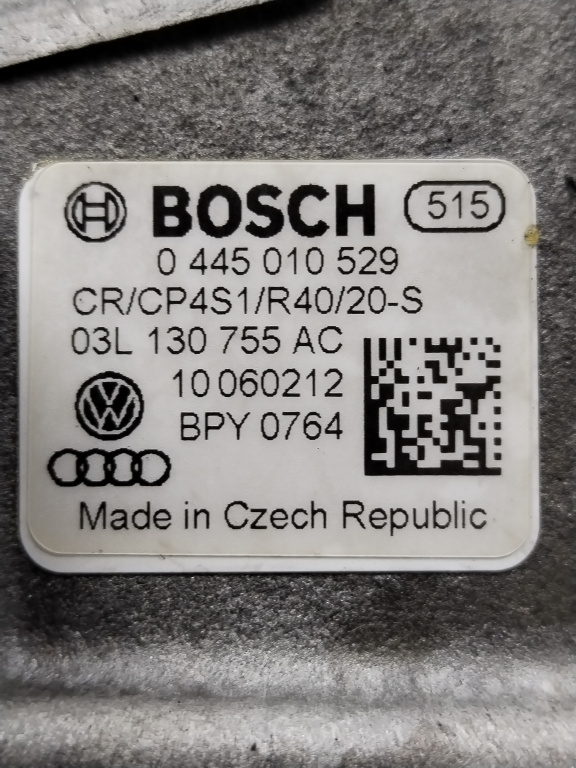 BOSCH 515
0 445 010 529
CR/CP4S1/R40/20-S
03L 130 755 AC
10 060212
BPY 0764
Made in Czech Republic